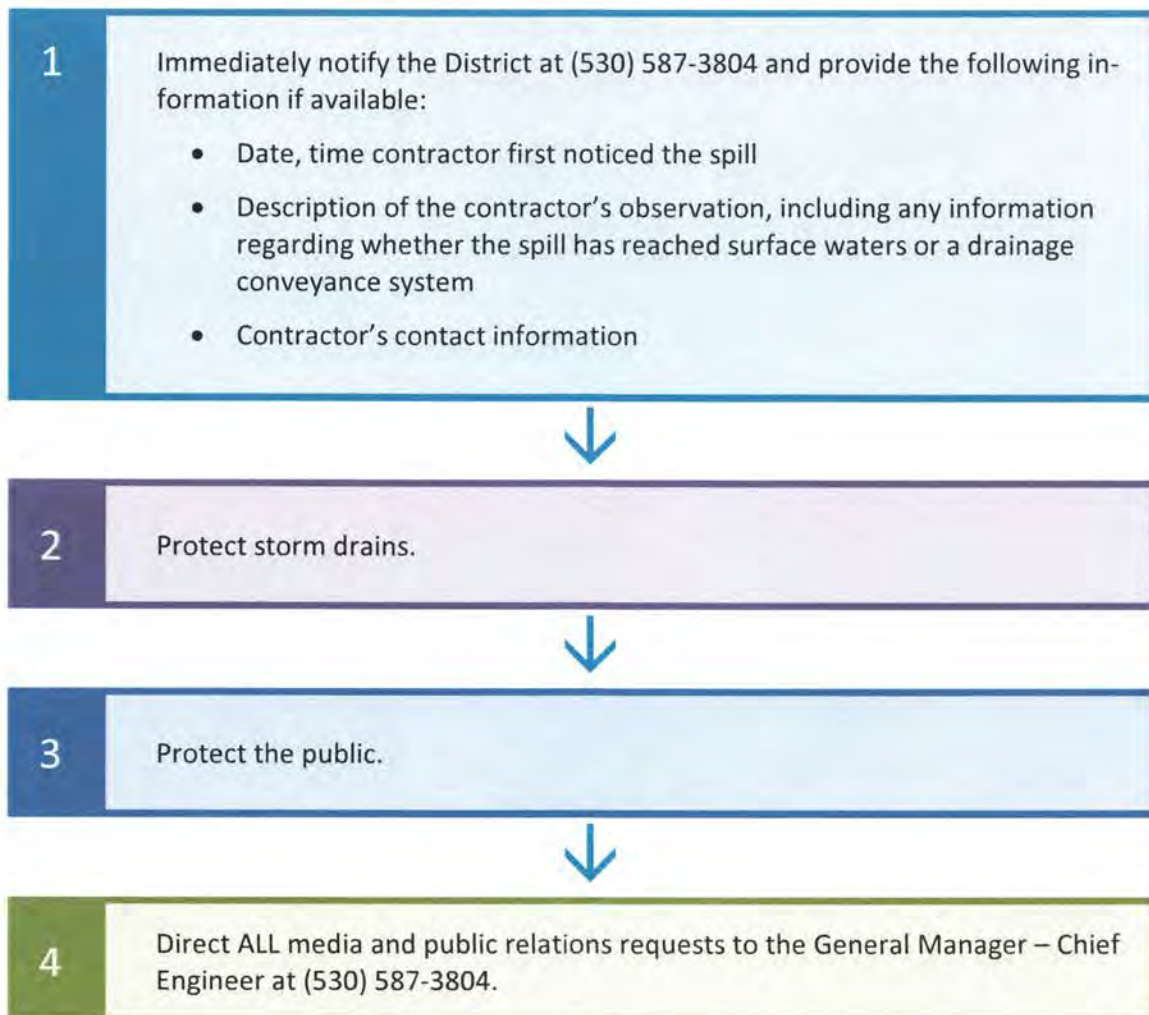 1
Immediately notify the District at (530) 587-3804 and provide the following in-
formation if available:
• Date, time contractor first noticed the spill
• Description of the contractor's observation, including any information
regarding whether the spill has reached surface waters or a drainage
conveyance system
• Contractor's contact information
2
Protect storm drains.
3
Protect the public.
4
Direct ALL media and public relations requests to the General Manager – Chief
Engineer at (530) 587-3804.